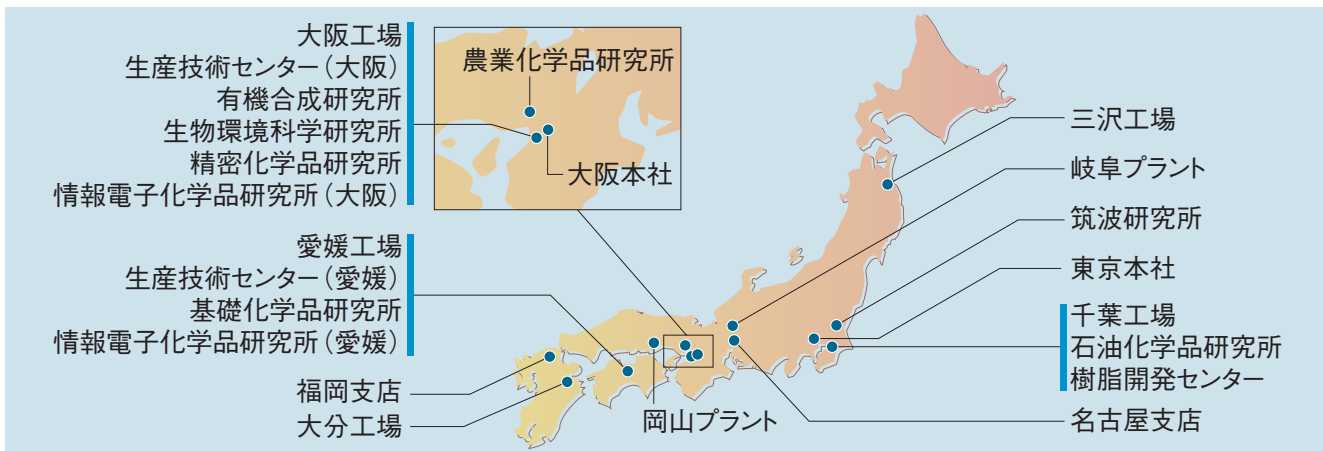 大阪工場
生産技術センター（大阪）
有機合成研究所
生物環境科学研究所
精密化学品研究所
情報電子化学品研究所（大阪）
農業化学品研究所
大阪本社
愛媛工場
生産技術センター（愛媛）
基礎化学品研究所
情報電子化学品研究所（愛媛）
福岡支店
大分工場
岡山プラント
三沢工場
岐阜プラント
筑波研究所
東京本社
千葉工場
石油化学品研究所
樹脂開発センター
名古屋支店